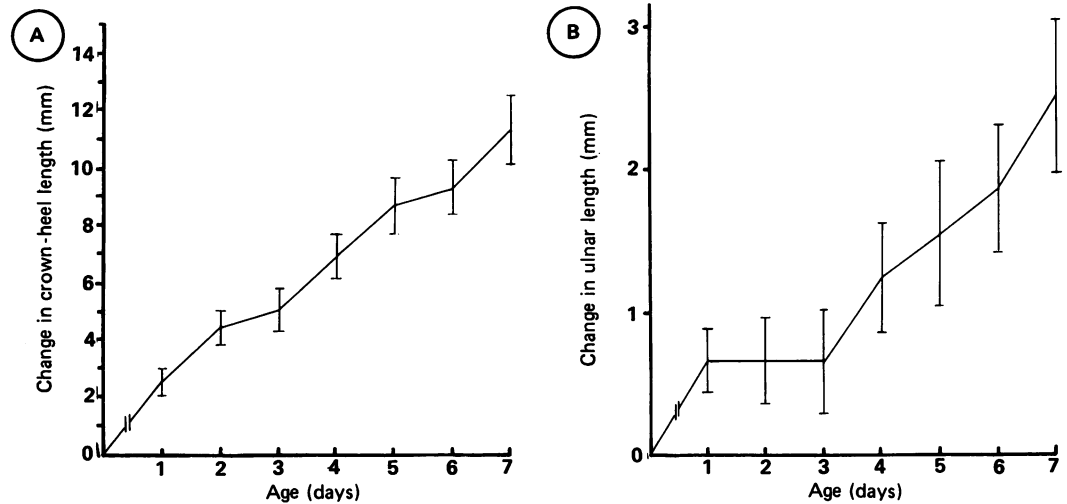 A
Change in crown-heel length (mm)
14
12
10
8
6
4
2
0
1 2 3 4 5 6 7
Age (days)
B
Change in ulnar length (mm)
3
2
1
0
1 2 3 4 5 6 7
Age (days)